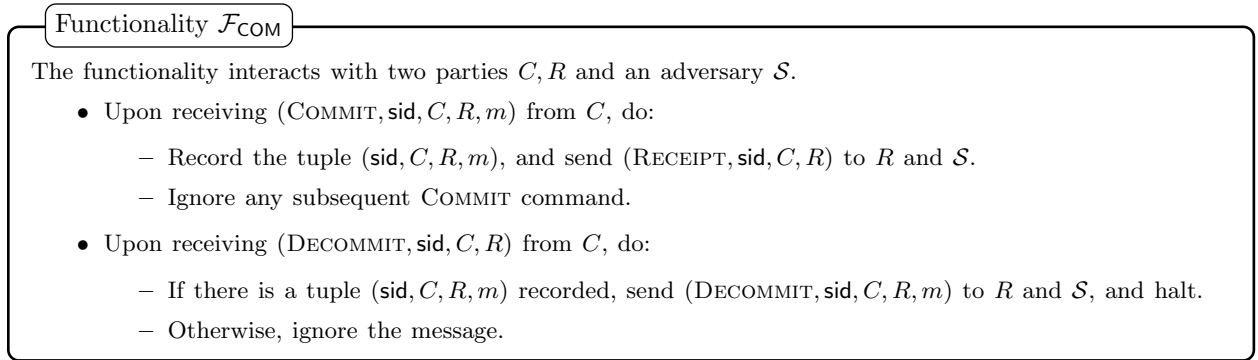 Functionality 𝓕COM
The functionality interacts with two parties C, R and an adversary 𝒮.
• Upon receiving (COMMIT, sid, C, R, m) from C, do:
– Record the tuple (sid, C, R, m), and send (RECEIPT, sid, C, R) to R and 𝒮.
– Ignore any subsequent COMMIT command.
• Upon receiving (DECOMMIT, sid, C, R) from C, do:
– If there is a tuple (sid, C, R, m) recorded, send (DECOMMIT, sid, C, R, m) to R and 𝒮, and halt.
– Otherwise, ignore the message.